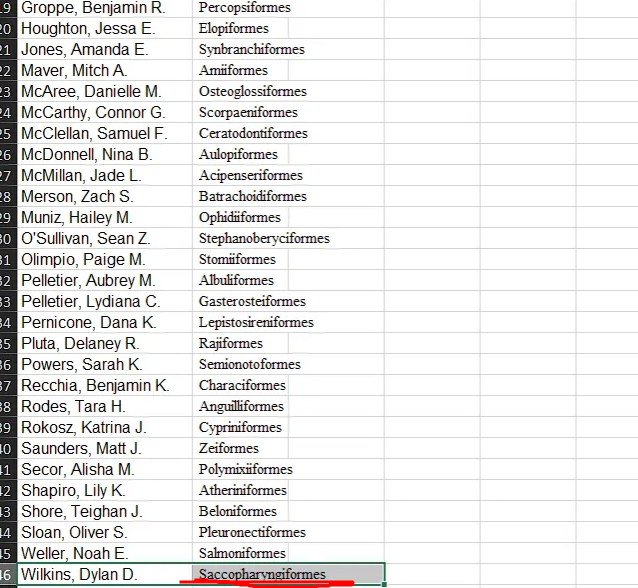 19 Groppe, Benjamin R. Percopsiformes
20 Houghton, Jessa E. Elopiformes
21 Jones, Amanda E. Synbranchiformes
22 Maver, Mitch A. Amiiformes
23 McAree, Danielle M. Osteoglossiformes
24 McCarthy, Connor G. Scorpaeniformes
25 McClellan, Samuel F. Ceratodontiformes
26 McDonnell, Nina B. Aulopiformes
27 McMillan, Jade L. Acipenseriformes
28 Merson, Zach S. Batrachoidiformes
29 Muniz, Hailey M. Ophidiiformes
30 O'Sullivan, Sean Z. Stephanoberyciformes
31 Olimpio, Paige M. Stomiiformes
32 Pelletier, Aubrey M. Albuliformes
33 Pelletier, Lydiana C. Gasterosteiformes
34 Pernicone, Dana K. Lepistosireniformes
35 Pluta, Delaney R. Rajiformes
36 Powers, Sarah K. Semionotoformes
37 Recchia, Benjamin K. Characiformes
38 Rodes, Tara H. Anguilliformes
39 Rokosz, Katrina J. Cypriniformes
40 Saunders, Matt J. Zeiformes
41 Secor, Alisha M. Polymixiiformes
42 Shapiro, Lily K. Atheriniformes
43 Shore, Teighan J. Beloniformes
44 Sloan, Oliver S. Pleuronectiformes
45 Weller, Noah E. Salmoniformes
46 Wilkins, Dylan D. Saccopharyngiformes